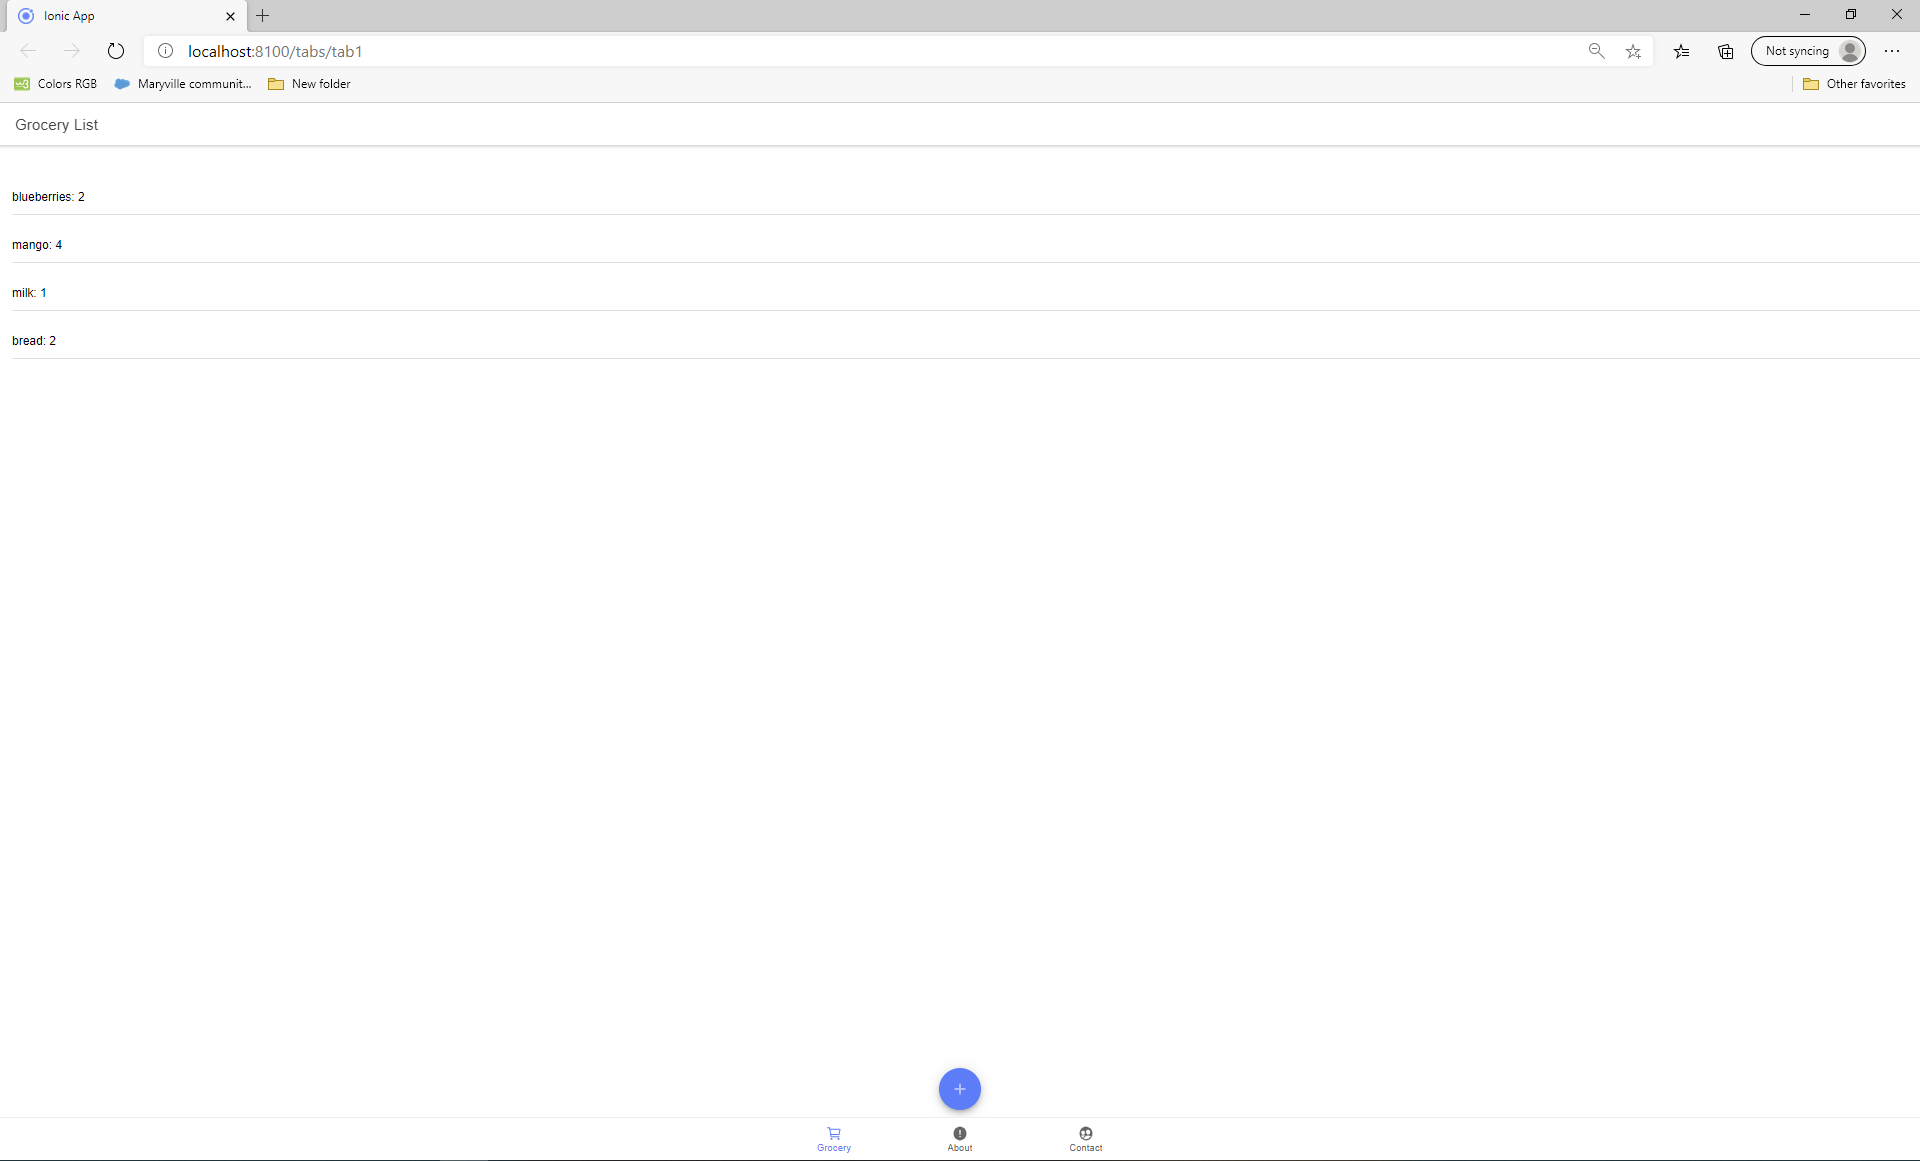 Ionic App
localhost:8100/tabs/tab1
Not syncing
Colors RGB
Maryville communit...
New folder
Other favorites
Grocery List
blueberries: 2
mango: 4
milk: 1
bread: 2
Grocery
About
Contact